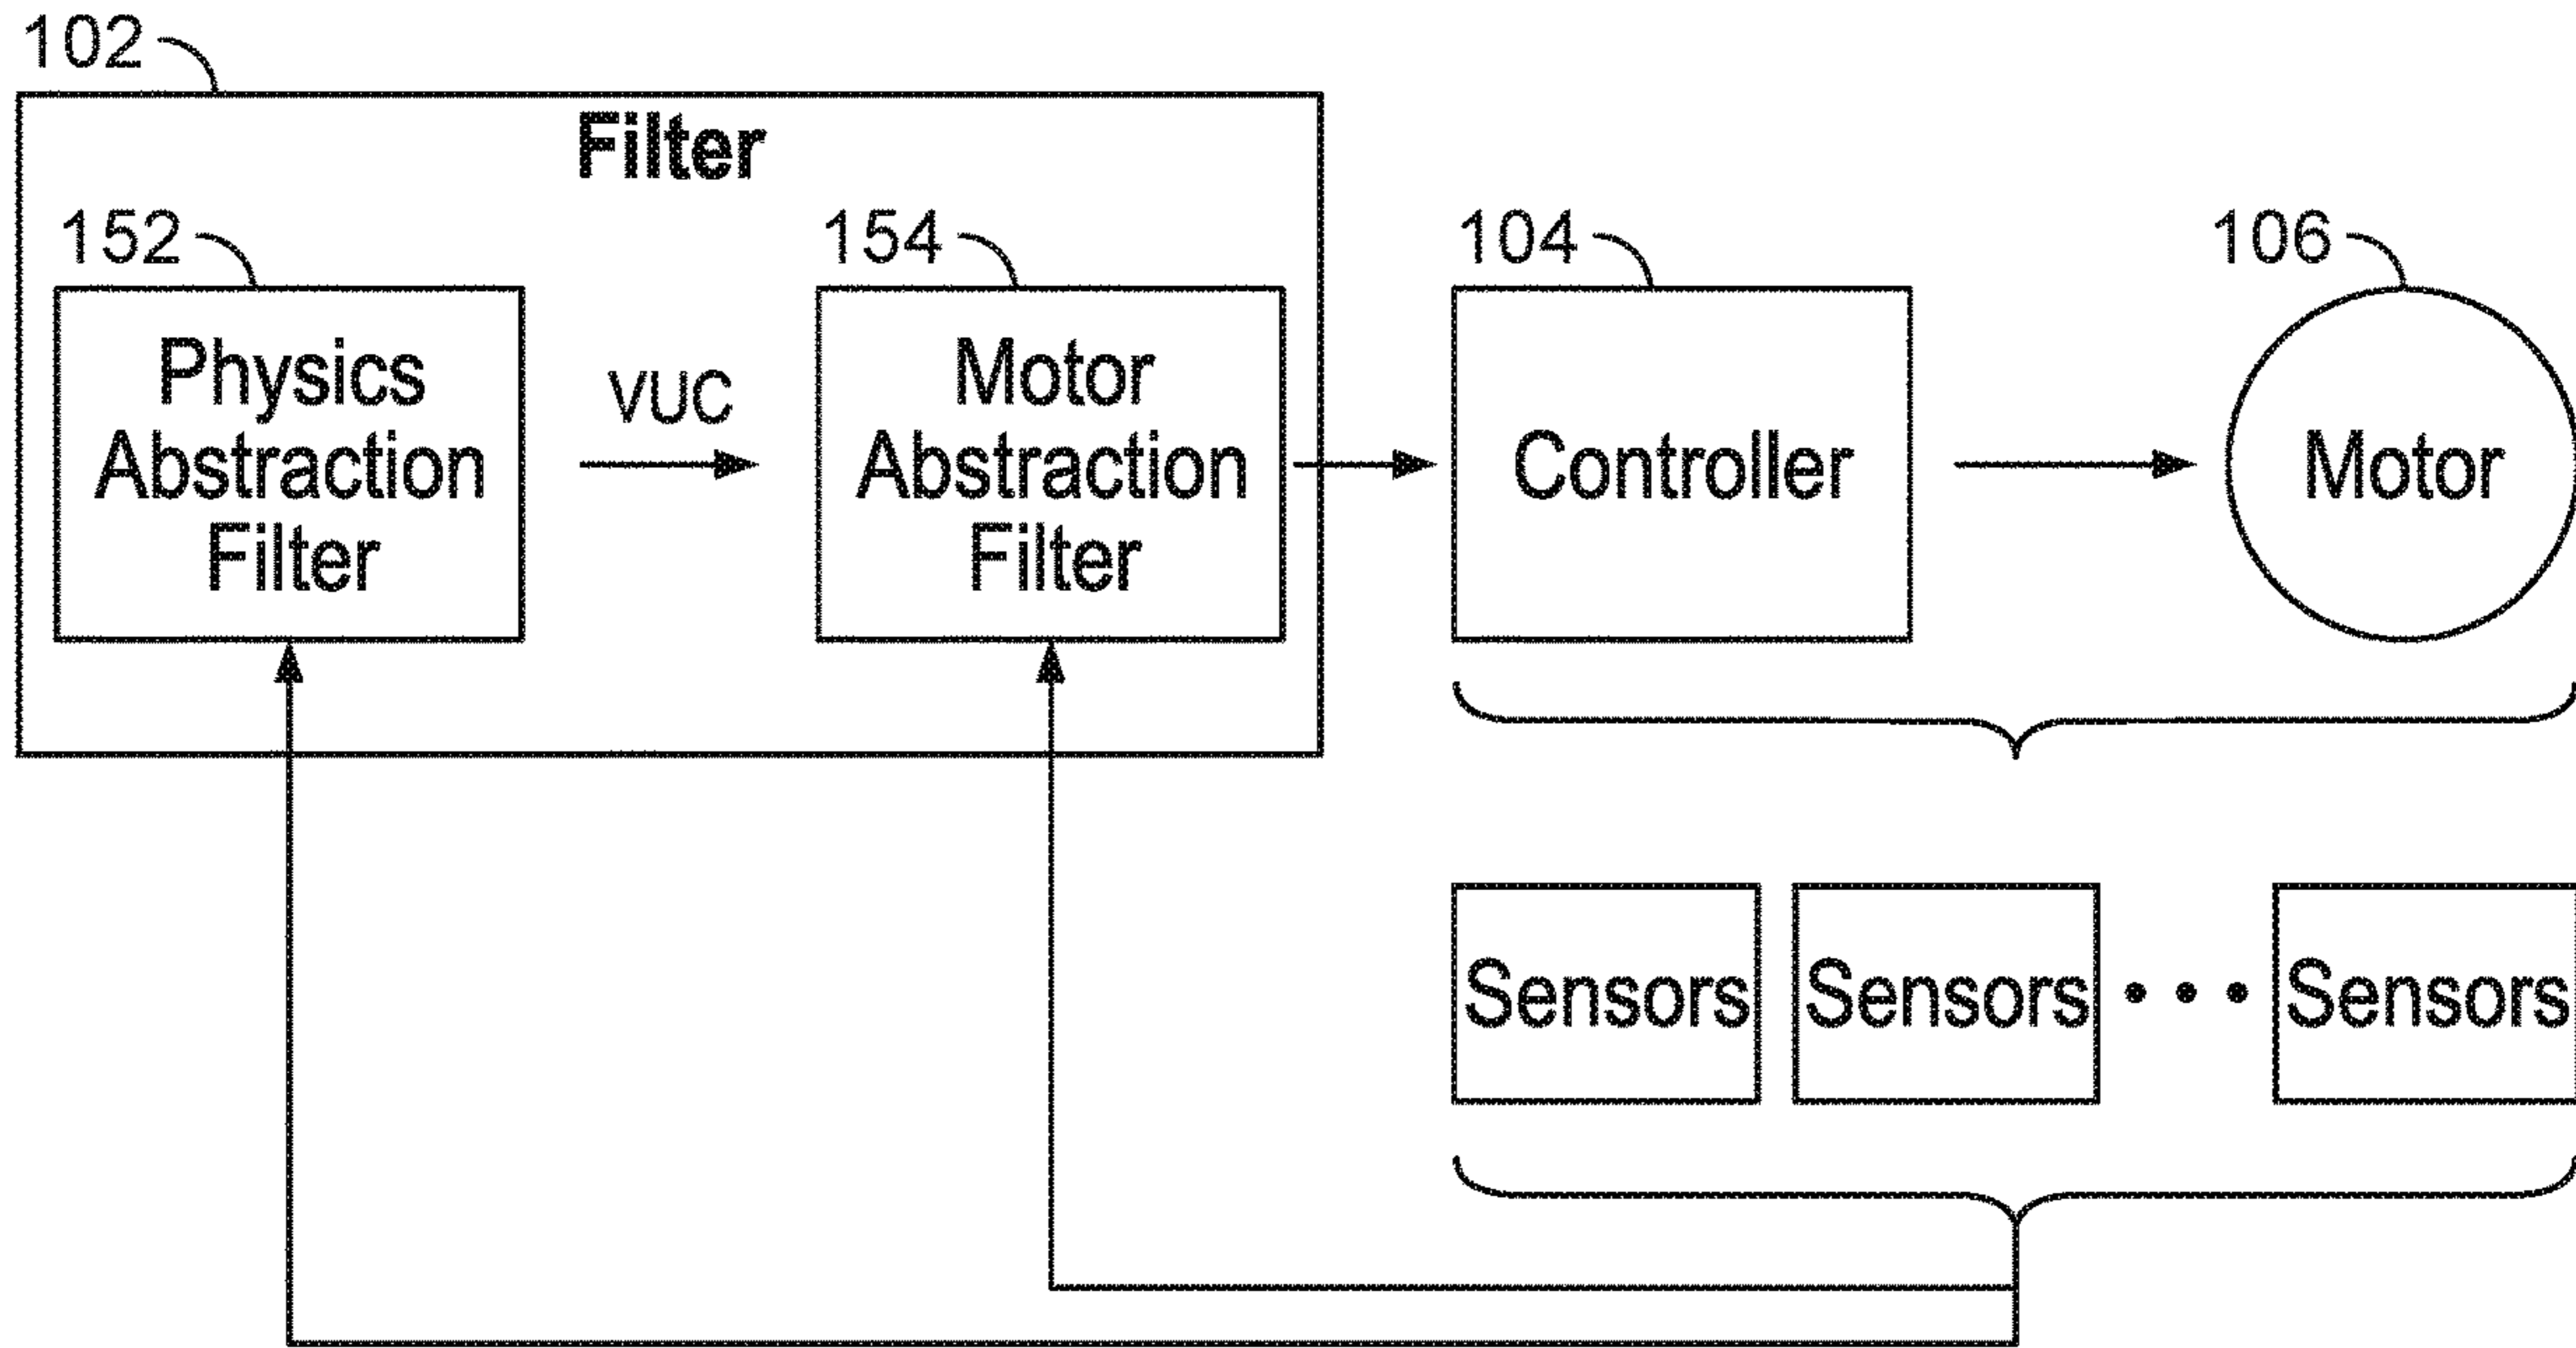 102
Filter
152
154
104
106
Physics
Abstraction
Filter
VUC
Motor
Abstraction
Filter
Controller
Motor
Sensors
Sensors
• • •
Sensors